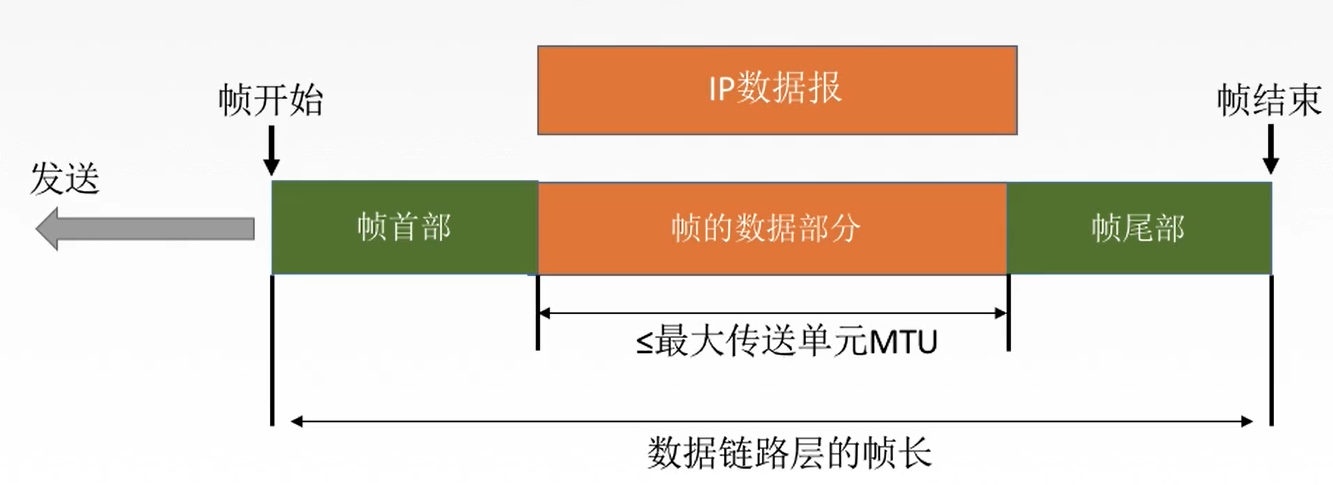 IP数据报
帧开始
帧结束
发送
帧首部
帧的数据部分
帧尾部
≤最大传送单元MTU
数据链路层的帧长